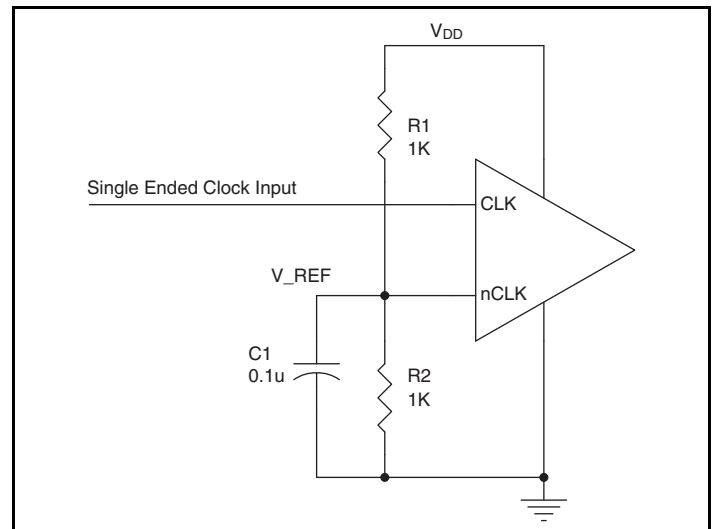 VDD
R1
1K
Single Ended Clock Input
CLK
V_REF
nCLK
C1
0.1u
R2
1K